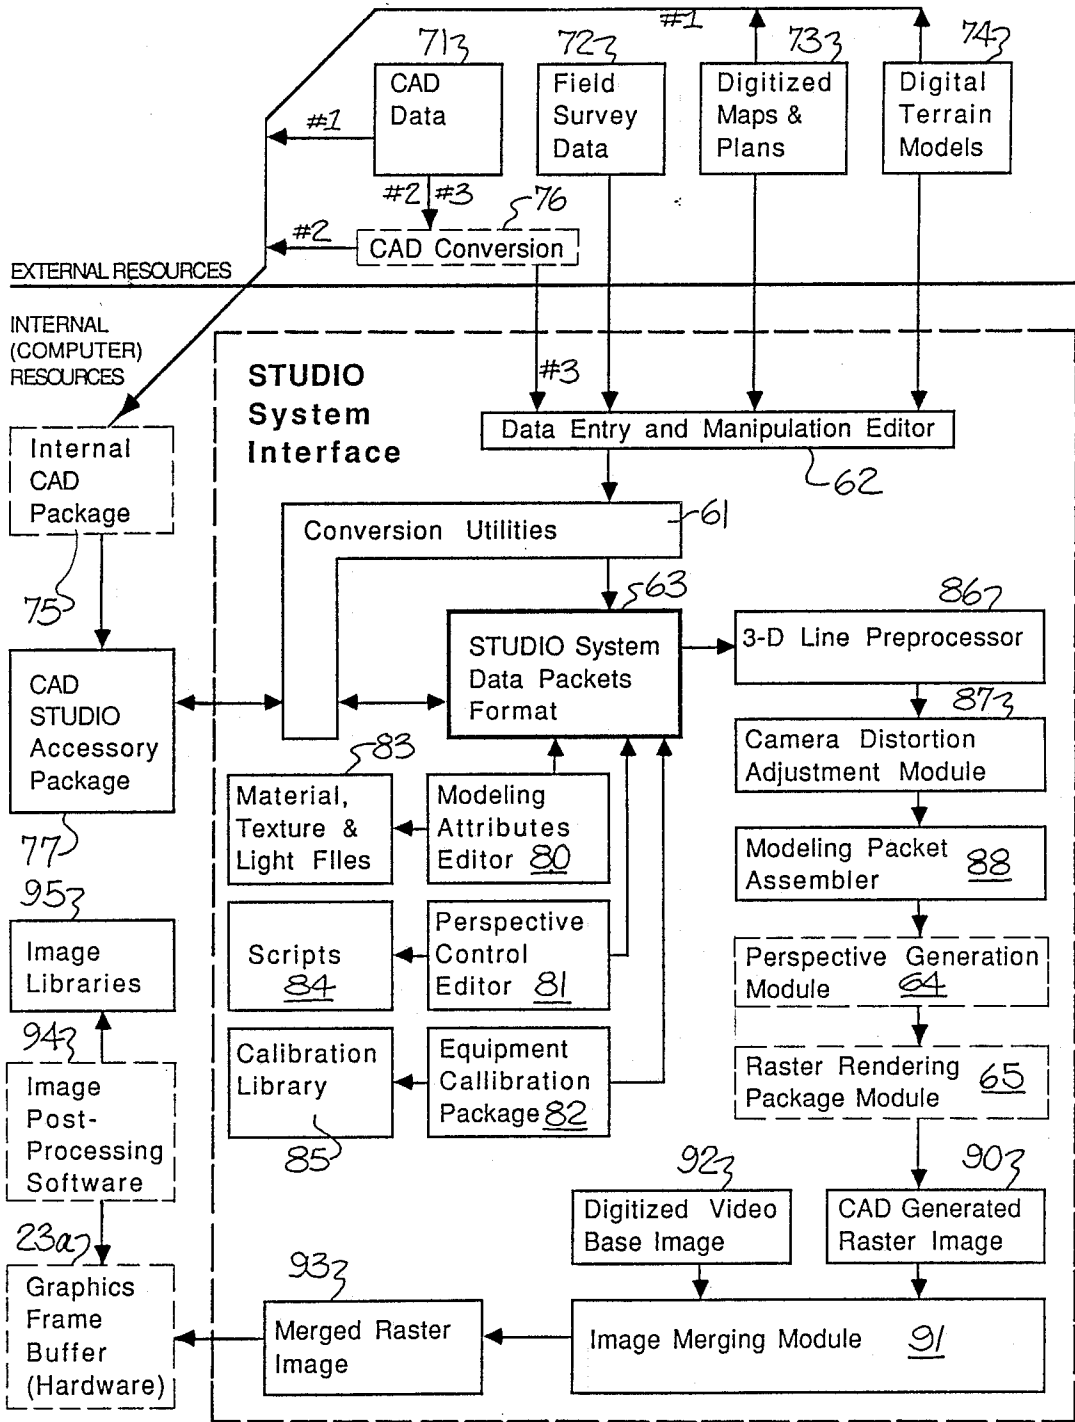 #1
71
72
73
74
CAD
Data
Field
Survey
Data
Digitized
Maps &
Plans
Digital
Terrain
Models
#1
#2 #3
76
#2
CAD Conversion
EXTERNAL RESOURCES
INTERNAL
(COMPUTER)
RESOURCES
STUDIO
System
Interface
#3
Data Entry and Manipulation Editor
62
Internal
CAD
Package
75
Conversion Utilities
61
63
STUDIO System
Data Packets
Format
86
3-D Line Preprocessor
CAD
STUDIO
Accessory
Package
77
87
Camera Distortion
Adjustment Module
83
Material,
Texture &
Light FIles
Modeling
Attributes
Editor 80
Modeling Packet
Assembler 88
95
Image
Libraries
Scripts
84
Perspective
Control
Editor 81
Perspective Generation
Module 64
94
Image
Post-
Processing
Software
Calibration
Library
85
Equipment
Callibration
Package 82
Raster Rendering
Package Module 65
92
Digitized Video
Base Image
90
CAD Generated
Raster Image
23a
Graphics
Frame
Buffer
(Hardware)
93
Merged Raster
Image
Image Merging Module 91